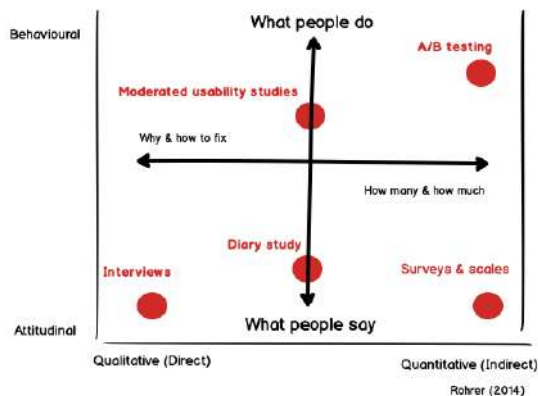 Behavioural
What people do
A/B testing
Moderated usability studies
Why & how to fix
How many & how much
Diary study
Interviews
Surveys & scales
What people say
Attitudinal
Qualitative (Direct)
Quantitative (Indirect)
Rohrer (2014)